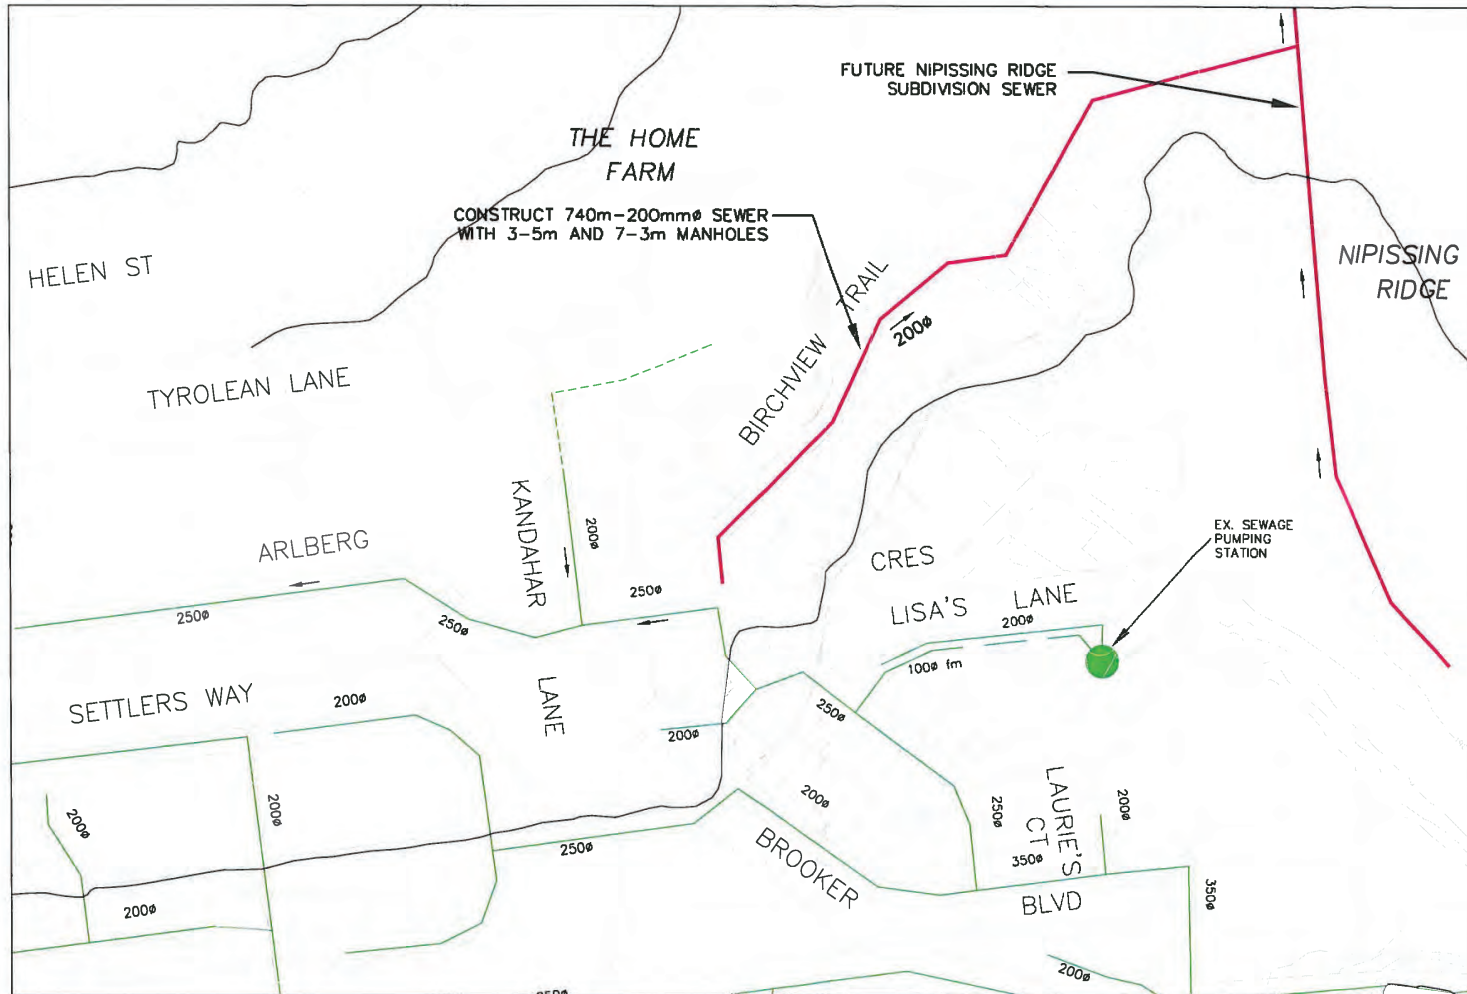 FUTURE NIPISSING RIDGE
SUBDIVISION SEWER
THE HOME
FARM
CONSTRUCT 740m-200mmø SEWER
WITH 3-5m AND 7-3m MANHOLES
HELEN ST
NIPISSING
RIDGE
BIRCHVIEW TRAIL
200ø
TYROLEAN LANE
KANDAHAR
LANE
200ø
ARLBERG
250ø
250ø
250ø
EX. SEWAGE
PUMPING
STATION
CRES
LISA'S LANE
200ø
100ø fm
SETTLERS WAY
200ø
200ø
250ø
200ø
200ø
200ø
250ø
200ø
250ø
LAURIE'S
CT
200ø
350ø
BROOKER
BLVD
350ø
200ø